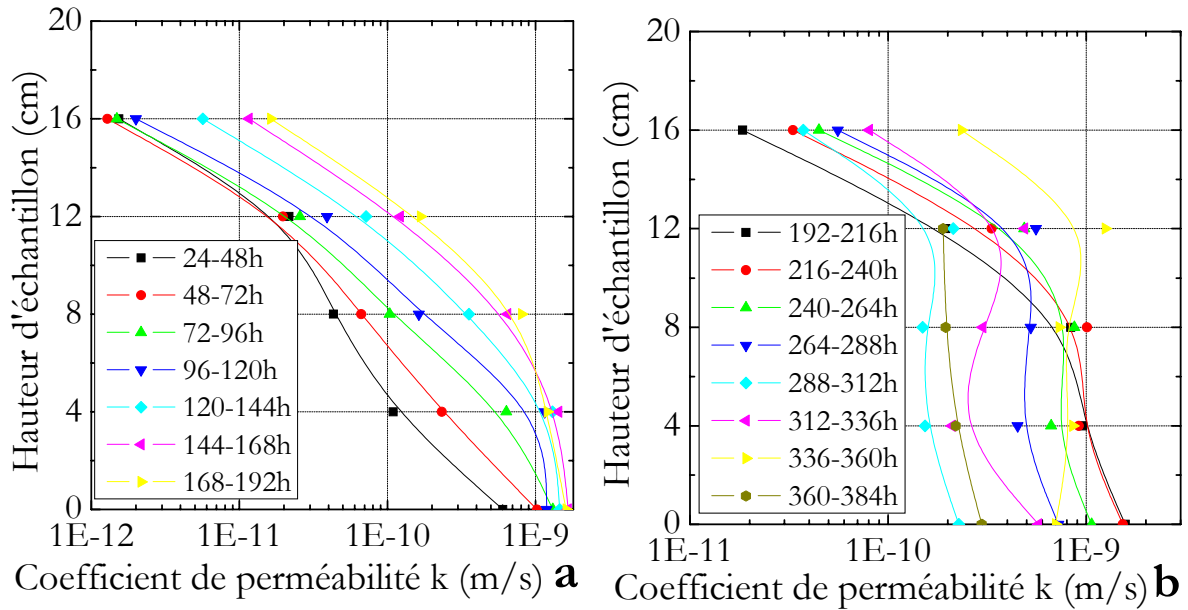 20
16
12
8
4
0
Hauteur d'échantillon (cm)
24-48h
48-72h
72-96h
96-120h
120-144h
144-168h
168-192h
1E-12
1E-11
1E-10
1E-9
Coefficient de perméabilité k (m/s)
a
20
16
12
8
4
0
Hauteur d'échantillon (cm)
192-216h
216-240h
240-264h
264-288h
288-312h
312-336h
336-360h
360-384h
1E-11
1E-10
1E-9
Coefficient de perméabilité k (m/s)
b